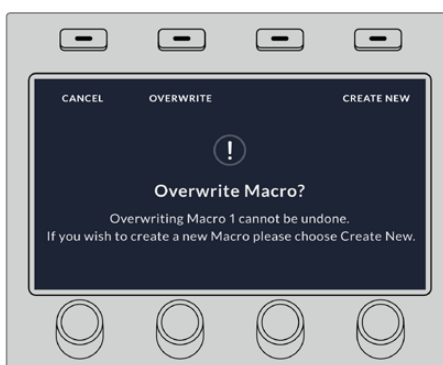 CANCEL OVERWRITE CREATE NEW
!
Overwrite Macro?
Overwriting Macro 1 cannot be undone.
If you wish to create a new Macro please choose Create New.